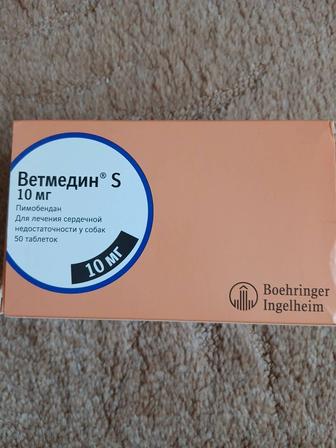 Ветмедин® S
10 мг
Пимобендан
Для лечения сердечной
недостаточности у собак
50 таблеток
10 мг
Boehringer
Ingelheim